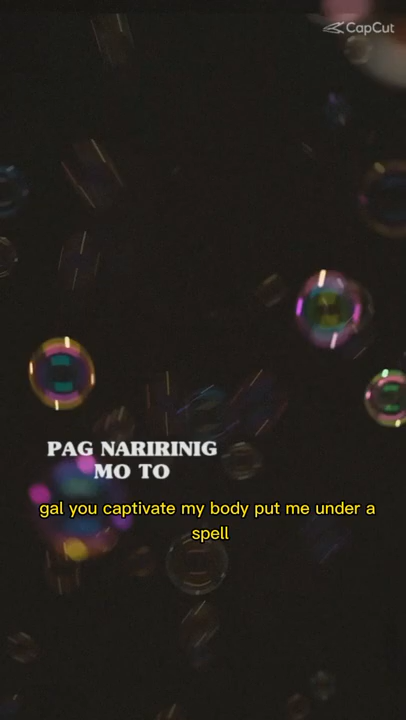 CapCut
PAG NARIRINIG
MO TO
gal you captivate my body put me under a
spell